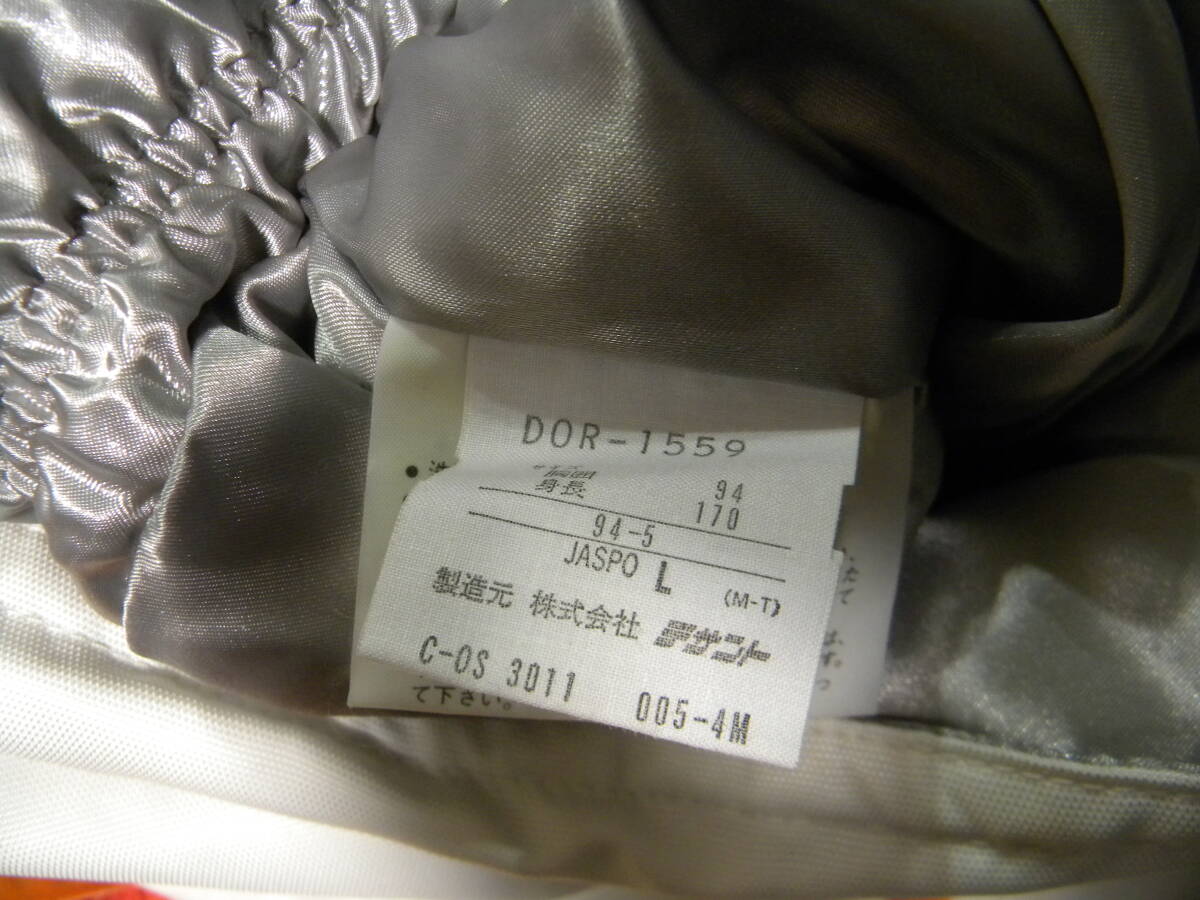 DOR-1559
94
身長 170
94-5
JASPO L (M-T)
製造元 株式会社 デサント
C-OS 3011 005-4M
て下さい。